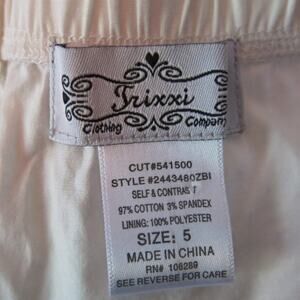 Trixxi
Clothing Company
CUT#541500
STYLE #2443480ZBI
SELF & CONTRAST
97% COTTON 3% SPANDEX
LINING: 100% POLYESTER
SIZE: 5
MADE IN CHINA
RN# 106289
SEE REVERSE FOR CARE